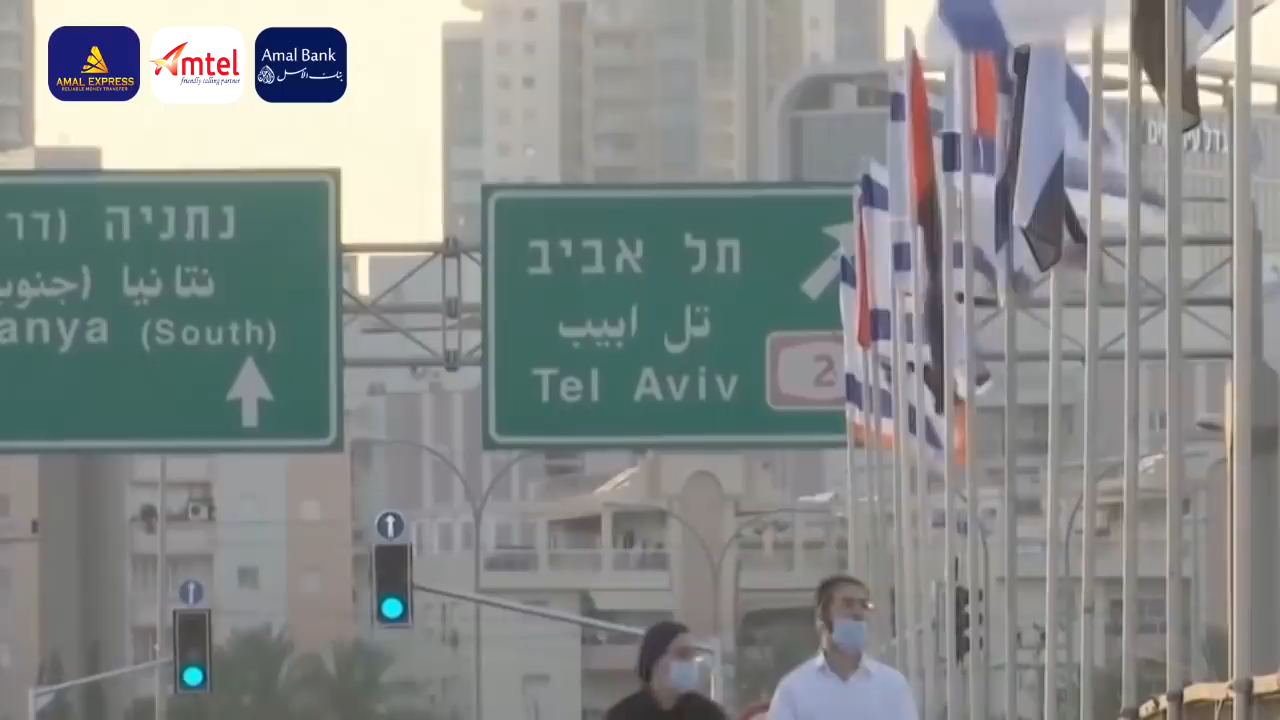 AMAL EXPRESS
RELIABLE MONEY TRANSFER
Amtel
friendly calling partner
Amal Bank
بنك الأمل
נתניה (דר
نتانيا (جنوب
anya (South)
תל אביב
تل ابيب
Tel Aviv
2